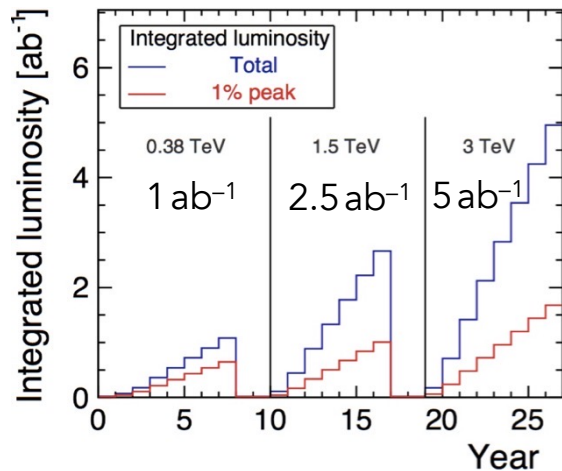 Integrated luminosity [ab⁻¹]
Integrated luminosity
Total
1% peak
0.38 TeV
1.5 TeV
3 TeV
1 ab⁻¹
2.5 ab⁻¹
5 ab⁻¹
6
4
2
0
0 5 10 15 20 25
Year